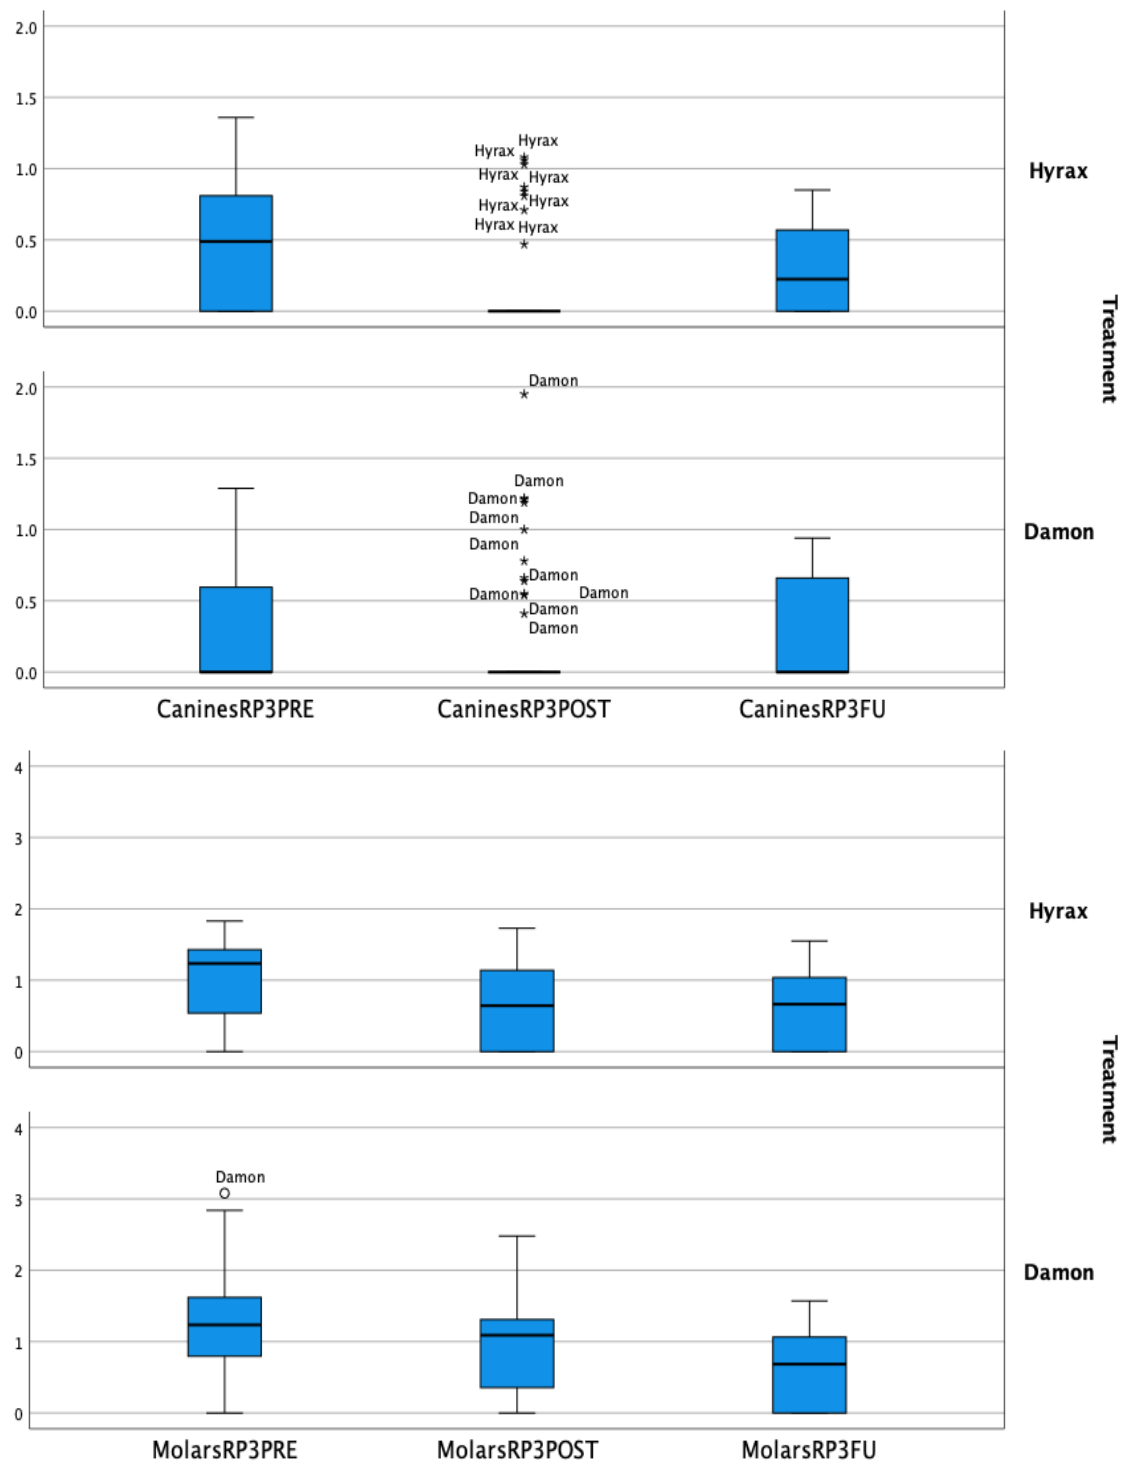 2.0
1.5
1.0
0.5
0.0
Hyrax
Hyrax
Hyrax
Hyrax
Hyrax
Hyrax
Hyrax
Hyrax
Hyrax
2.0
1.5
1.0
0.5
0.0
Damon
Damon
Damon
Damon
Damon
Damon
Damon
Damon
Damon
Damon
Damon
Treatment
CaninesRP3PRE CaninesRP3POST CaninesRP3FU
4
3
2
1
0
Hyrax
4
3
2
1
0
Damon
Damon
Treatment
MolarsRP3PRE MolarsRP3POST MolarsRP3FU